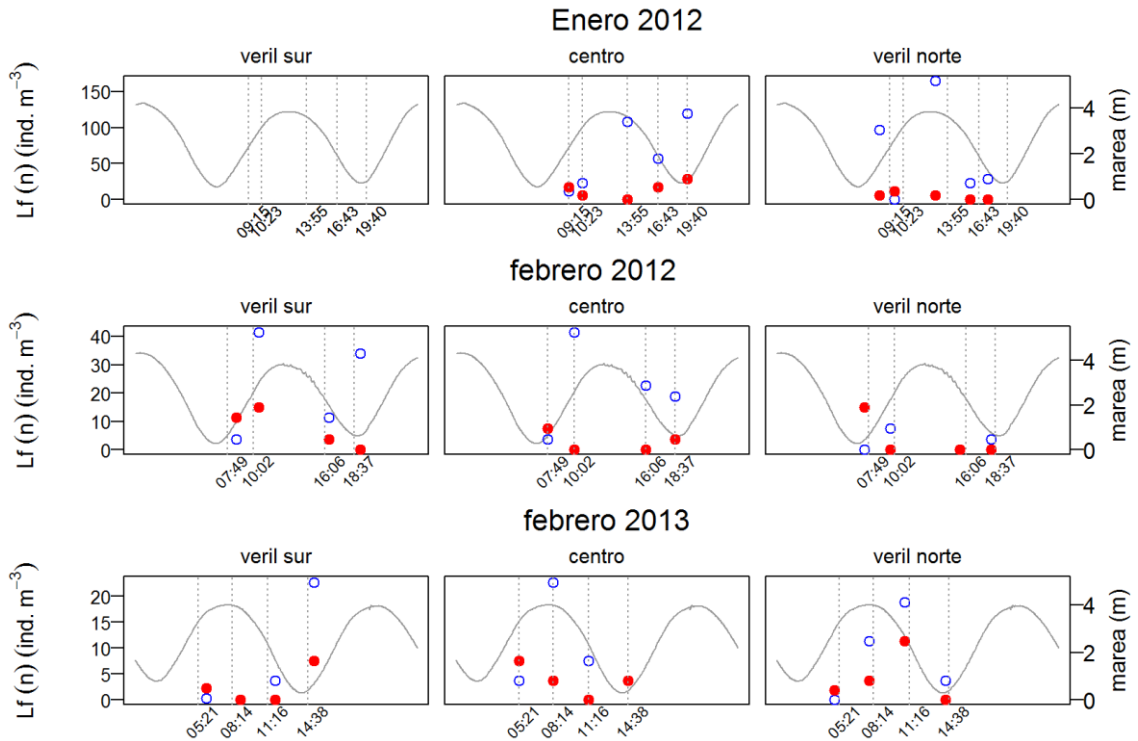 Enero 2012
veril sur centro veril norte
Lf (n) (ind. m⁻³)
150
100
50
0
4
2
0
marea (m)
09:15 10:23 13:55 16:43 19:40 09:15 10:23 13:55 16:43 19:40 09:15 10:23 13:55 16:43 19:40
febrero 2012
veril sur centro veril norte
Lf (n) (ind. m⁻³)
40
30
20
10
0
4
2
0
marea (m)
07:49 10:02 16:06 18:37 07:49 10:02 16:06 18:37 07:49 10:02 16:06 18:37
febrero 2013
veril sur centro veril norte
Lf (n) (ind. m⁻³)
20
15
10
5
0
4
2
0
marea (m)
05:21 08:14 11:16 14:38 05:21 08:14 11:16 14:38 05:21 08:14 11:16 14:38